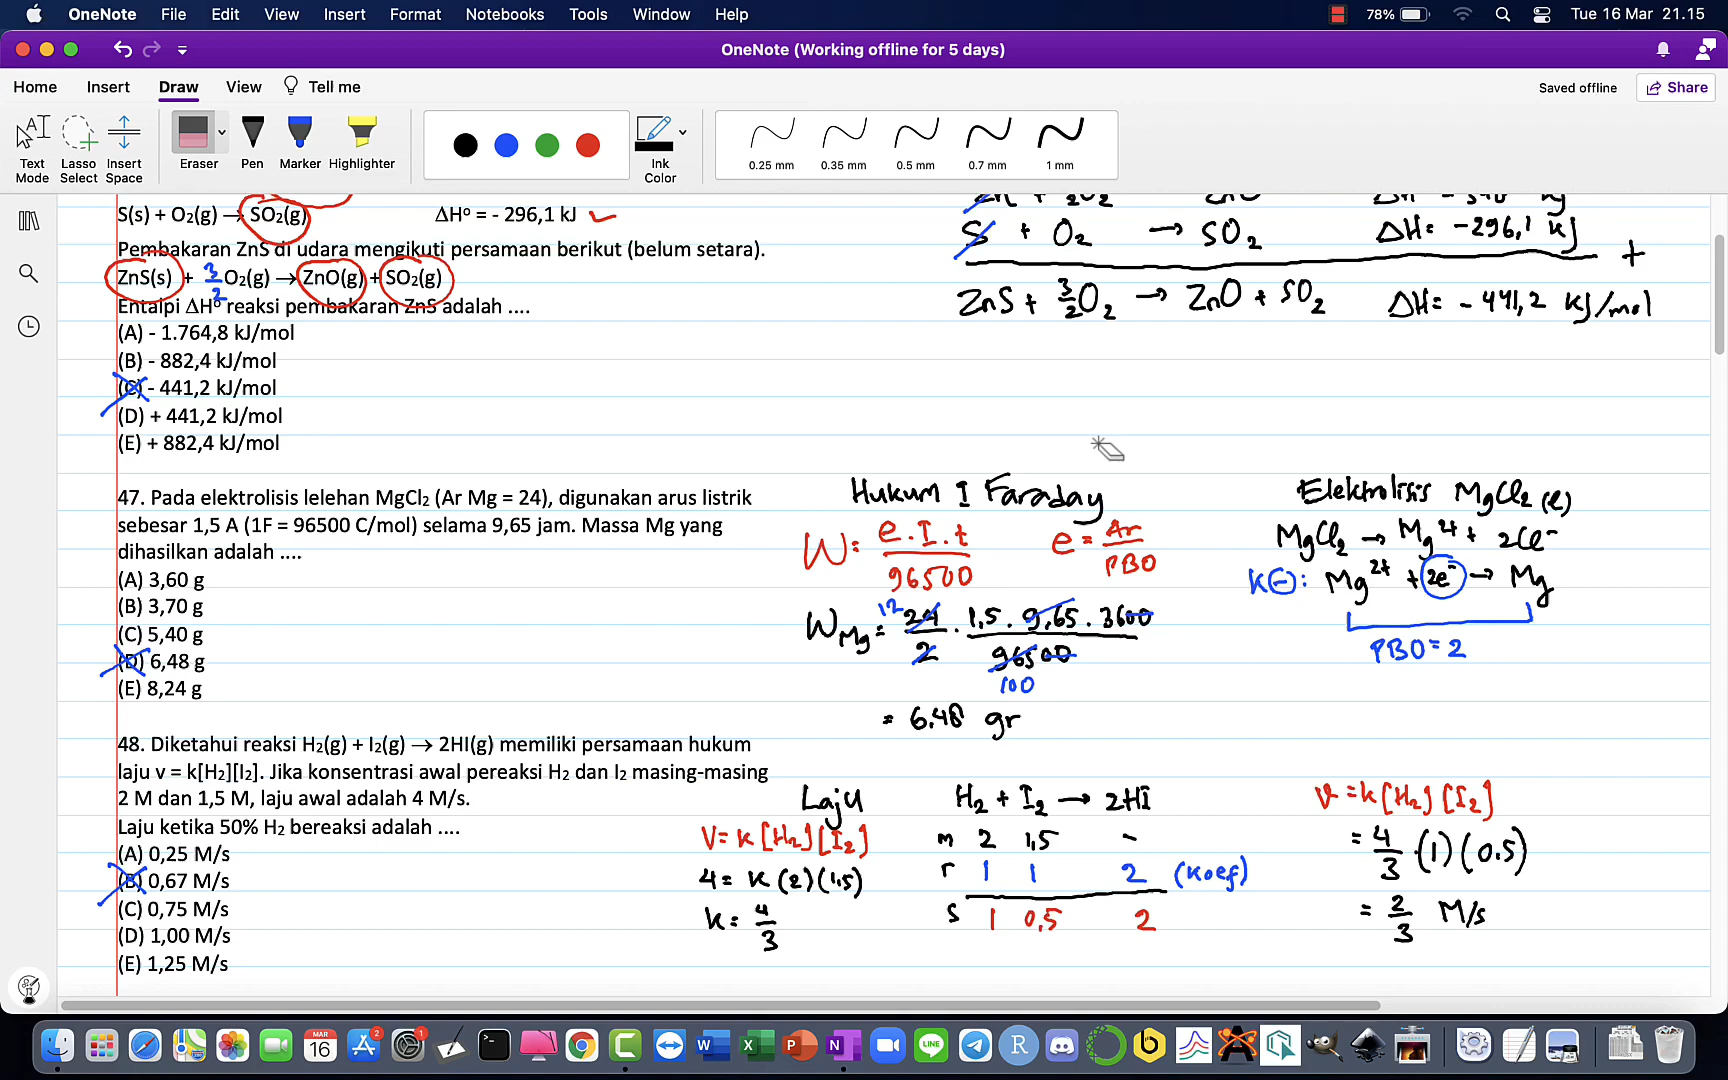 OneNote File Edit View Insert Format Notebooks Tools Window Help 78% Tue 16 Mar 21.15
OneNote (Working offline for 5 days)
Home Insert Draw View Tell me Saved offline Share
Text Mode
Lasso Select
Insert Space
Eraser
Pen
Marker
Highlighter
Ink Color
0.25 mm 0.35 mm 0.5 mm 0.7 mm 1 mm
S(s) + O₂(g) → SO₂(g) ΔHᵒ = - 296,1 kJ
Pembakaran ZnS di udara mengikuti persamaan berikut (belum setara).
ZnS(s) + 3/2 O₂(g) → ZnO(g) + SO₂(g)
Entalpi ΔHᵒ reaksi pembakaran ZnS adalah ....
(A) - 1.764,8 kJ/mol
(B) - 882,4 kJ/mol
(C) - 441,2 kJ/mol
(D) + 441,2 kJ/mol
(E) + 882,4 kJ/mol
S + O₂ → SO₂ ΔH = -296,1 kJ
+
ZnS + 3/2 O₂ → ZnO + SO₂ ΔH = - 441,2 kJ/mol
47. Pada elektrolisis lelehan MgCl₂ (Ar Mg = 24), digunakan arus listrik
sebesar 1,5 A (1F = 96500 C/mol) selama 9,65 jam. Massa Mg yang
dihasilkan adalah ....
(A) 3,60 g
(B) 3,70 g
(C) 5,40 g
(D) 6,48 g
(E) 8,24 g
Hukum I Faraday
W = e.I.t / 96500 e = Ar / PBO
W Mg = 24/2 . 1,5 . 9,65 . 3600 / 96500
12
100
= 6,48 gr
Elektrolisis MgCl₂ (l)
MgCl₂ → Mg²⁺ + 2Cl⁻
K(-): Mg²⁺ + 2e⁻ → Mg
PBO = 2
48. Diketahui reaksi H₂(g) + I₂(g) → 2HI(g) memiliki persamaan hukum
laju v = k[H₂][I₂]. Jika konsentrasi awal pereaksi H₂ dan I₂ masing-masing
2 M dan 1,5 M, laju awal adalah 4 M/s.
Laju ketika 50% H₂ bereaksi adalah ....
(A) 0,25 M/s
(B) 0,67 M/s
(C) 0,75 M/s
(D) 1,00 M/s
(E) 1,25 M/s
Laju
V = k [H₂] [I₂]
4 = k (2) (1,5)
k = 4/3
H₂ + I₂ → 2HI
m 2 1,5 -
r 1 1 2 (koef)
s 1 0,5 2
v = k [H₂] [I₂]
= 4/3 . (1) (0.5)
= 2/3 M/s
MAR
16
2
1